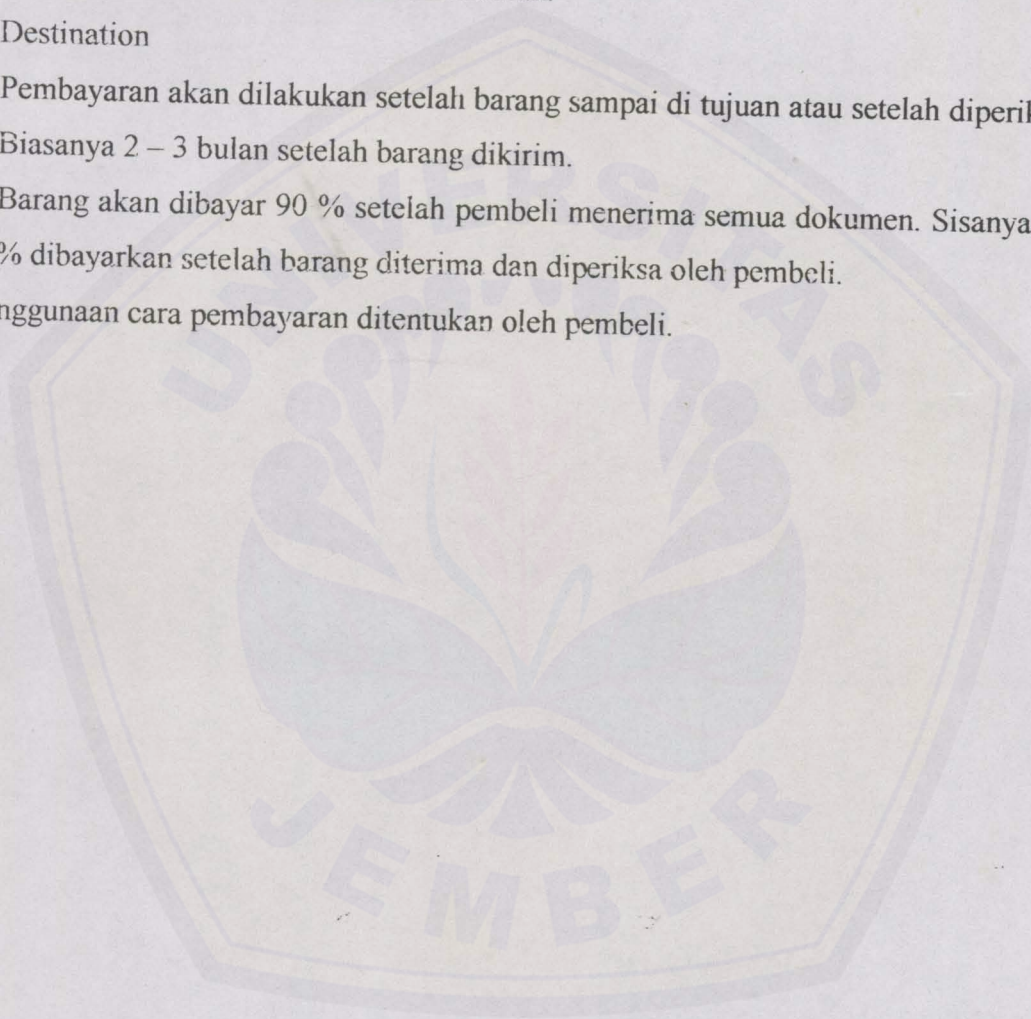 Destination
Pembayaran akan dilakukan setelah barang sampai di tujuan atau setelah diperik
Biasanya 2 – 3 bulan setelah barang dikirim.
Barang akan dibayar 90 % setelah pembeli menerima semua dokumen. Sisanya
% dibayarkan setelah barang diterima dan diperiksa oleh pembeli.
nggunaan cara pembayaran ditentukan oleh pembeli.
UNIVERSITAS
JEMBER